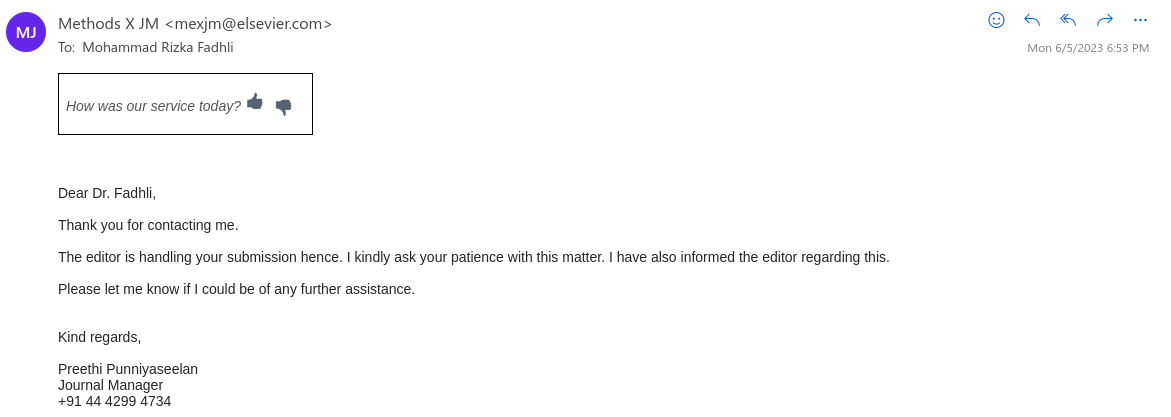 MJ
Methods X JM <mexjm@elsevier.com>
To: Mohammad Rizka Fadhli
Mon 6/5/2023 6:53 PM
How was our service today?
Dear Dr. Fadhli,
Thank you for contacting me.
The editor is handling your submission hence. I kindly ask your patience with this matter. I have also informed the editor regarding this.
Please let me know if I could be of any further assistance.
Kind regards,
Preethi Punniyaseelan
Journal Manager
+91 44 4299 4734